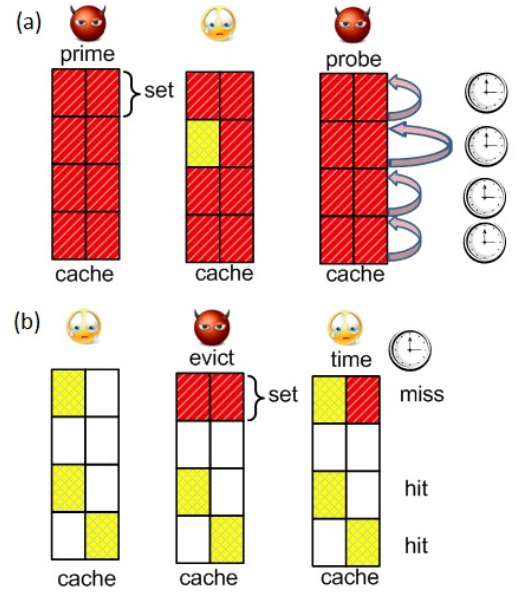 (a)
prime
probe
set
cache
cache
cache
(b)
evict
time
set
miss
hit
hit
cache
cache
cache